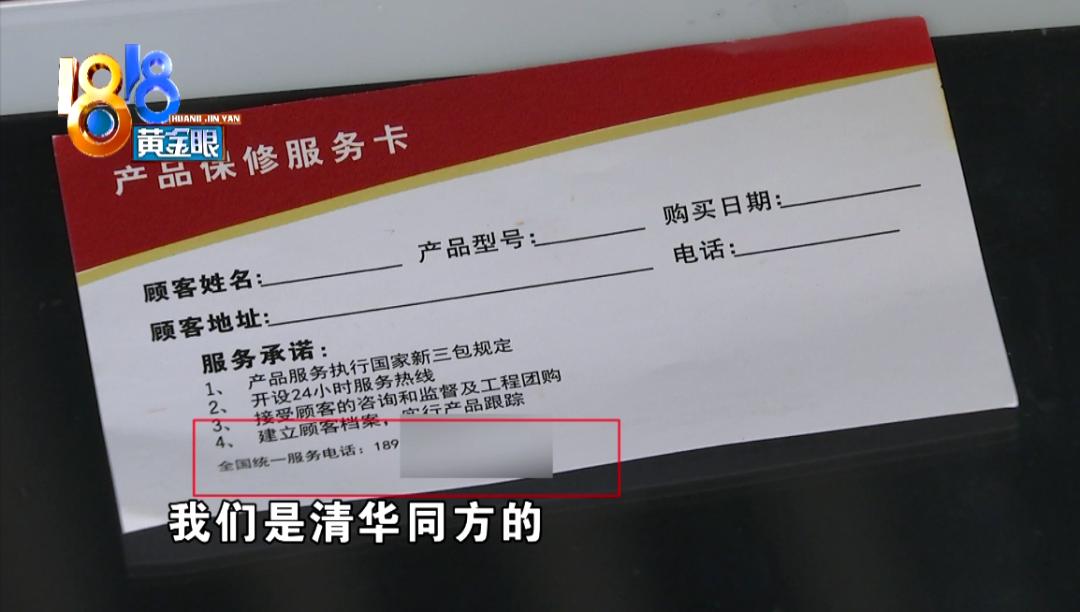 1818
HUANG JIN YAN
黄金眼
产品保修服务卡
顾客姓名: 产品型号: 购买日期:
顾客地址: 电话:
服务承诺:
1、 产品服务执行国家新三包规定
2、 开设24小时服务热线
3、 接受顾客的咨询和监督及工程团购
4、 建立顾客档案，实行产品跟踪
全国统一服务电话: 189
我们是清华同方的